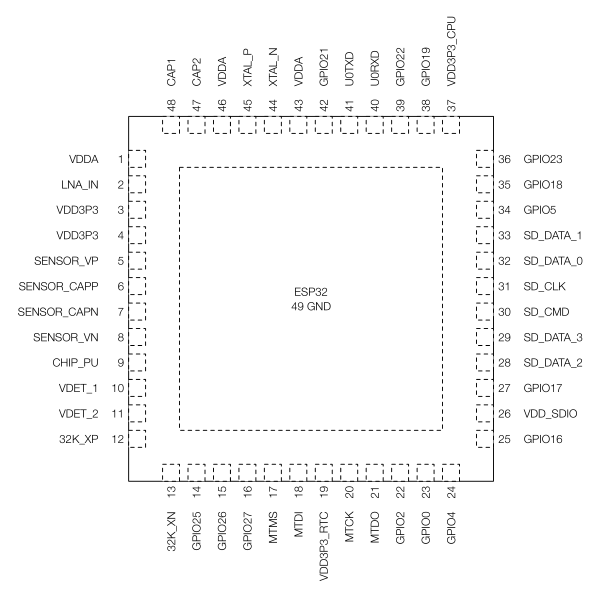 CAP1
CAP2
VDDA
XTAL_P
XTAL_N
VDDA
GPIO21
U0TXD
U0RXD
GPIO22
GPIO19
VDD3P3_CPU
48
47
46
45
44
43
42
41
40
39
38
37
VDDA 1
LNA_IN 2
VDD3P3 3
VDD3P3 4
SENSOR_VP 5
SENSOR_CAPP 6
SENSOR_CAPN 7
SENSOR_VN 8
CHIP_PU 9
VDET_1 10
VDET_2 11
32K_XP 12
ESP32
49 GND
36 GPIO23
35 GPIO18
34 GPIO5
33 SD_DATA_1
32 SD_DATA_0
31 SD_CLK
30 SD_CMD
29 SD_DATA_3
28 SD_DATA_2
27 GPIO17
26 VDD_SDIO
25 GPIO16
13
14
15
16
17
18
19
20
21
22
23
24
32K_XN
GPIO25
GPIO26
GPIO27
MTMS
MTDI
VDD3P3_RTC
MTCK
MTDO
GPIO2
GPIO0
GPIO4